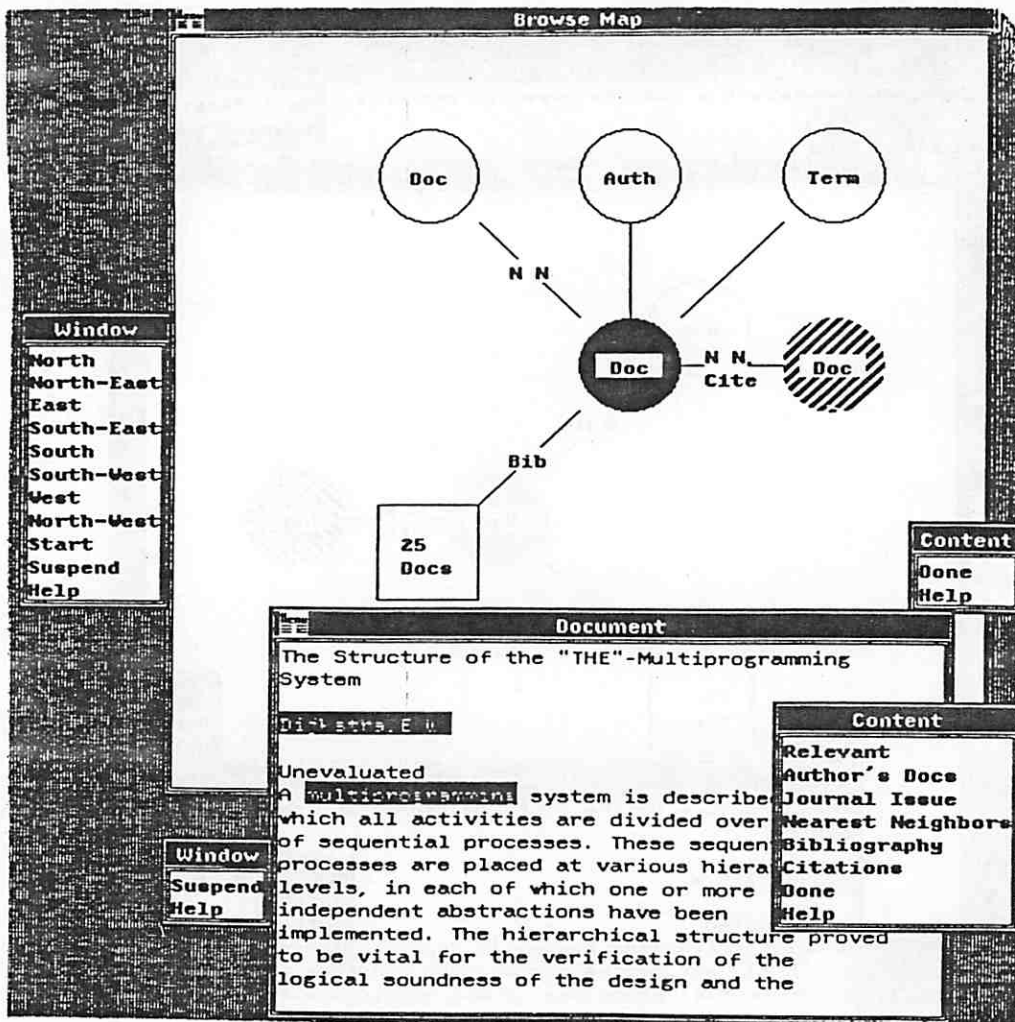 Browse Map
Doc
Auth
Term
N N
Doc
N N
Cite
Doc
Bib
25
Docs
Window
North
North-East
East
South-East
South
South-West
West
North-West
Start
Suspend
Help
Content
Done
Help
Document
The Structure of the "THE"-Multiprogramming
System
Dijkstra,E W
Unevaluated
A multiprogramming system is described
which all activities are divided over
of sequential processes. These sequen
processes are placed at various hiera
levels, in each of which one or more
independent abstractions have been
implemented. The hierarchical structure proved
to be vital for the verification of the
logical soundness of the design and the
Content
Relevant
Author's Docs
Journal Issue
Nearest Neighbors
Bibliography
Citations
Done
Help
Window
Suspend
Help